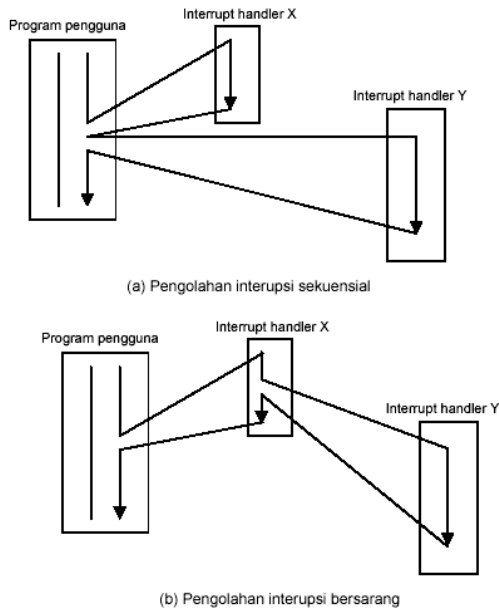 Interrupt handler X
Program pengguna
Interrupt handler Y
(a) Pengolahan interupsi sekuensial
Interrupt handler X
Program pengguna
Interrupt handler Y
(b) Pengolahan interupsi bersarang